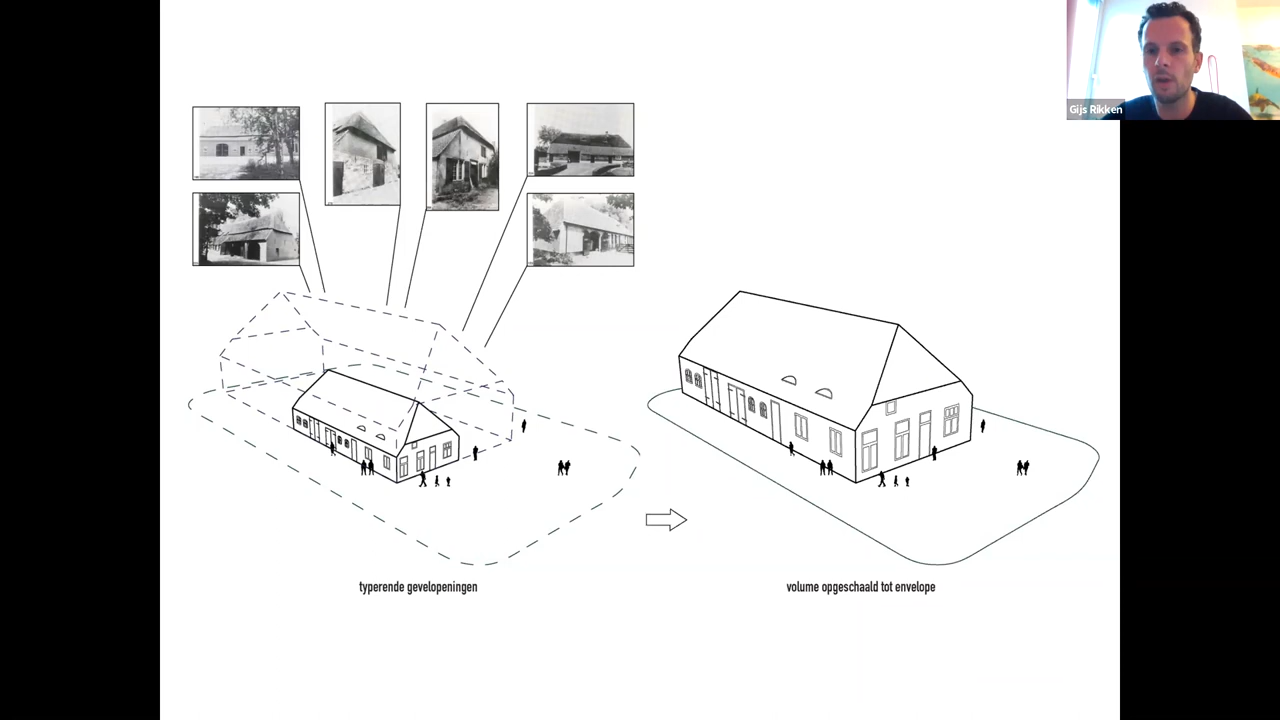 Gijs Rikken
typerende gevelopeningen
volume opgeschaald tot envelope